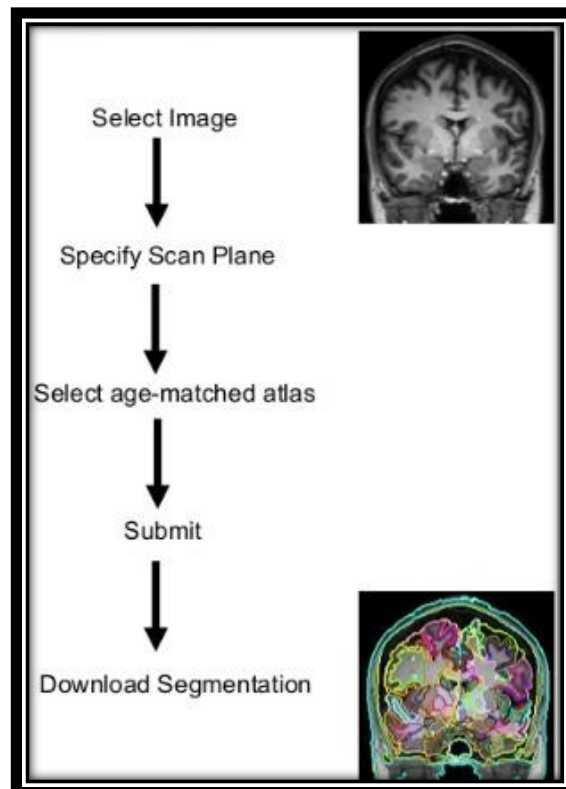 Select Image
Specify Scan Plane
Select age-matched atlas
Submit
Download Segmentation